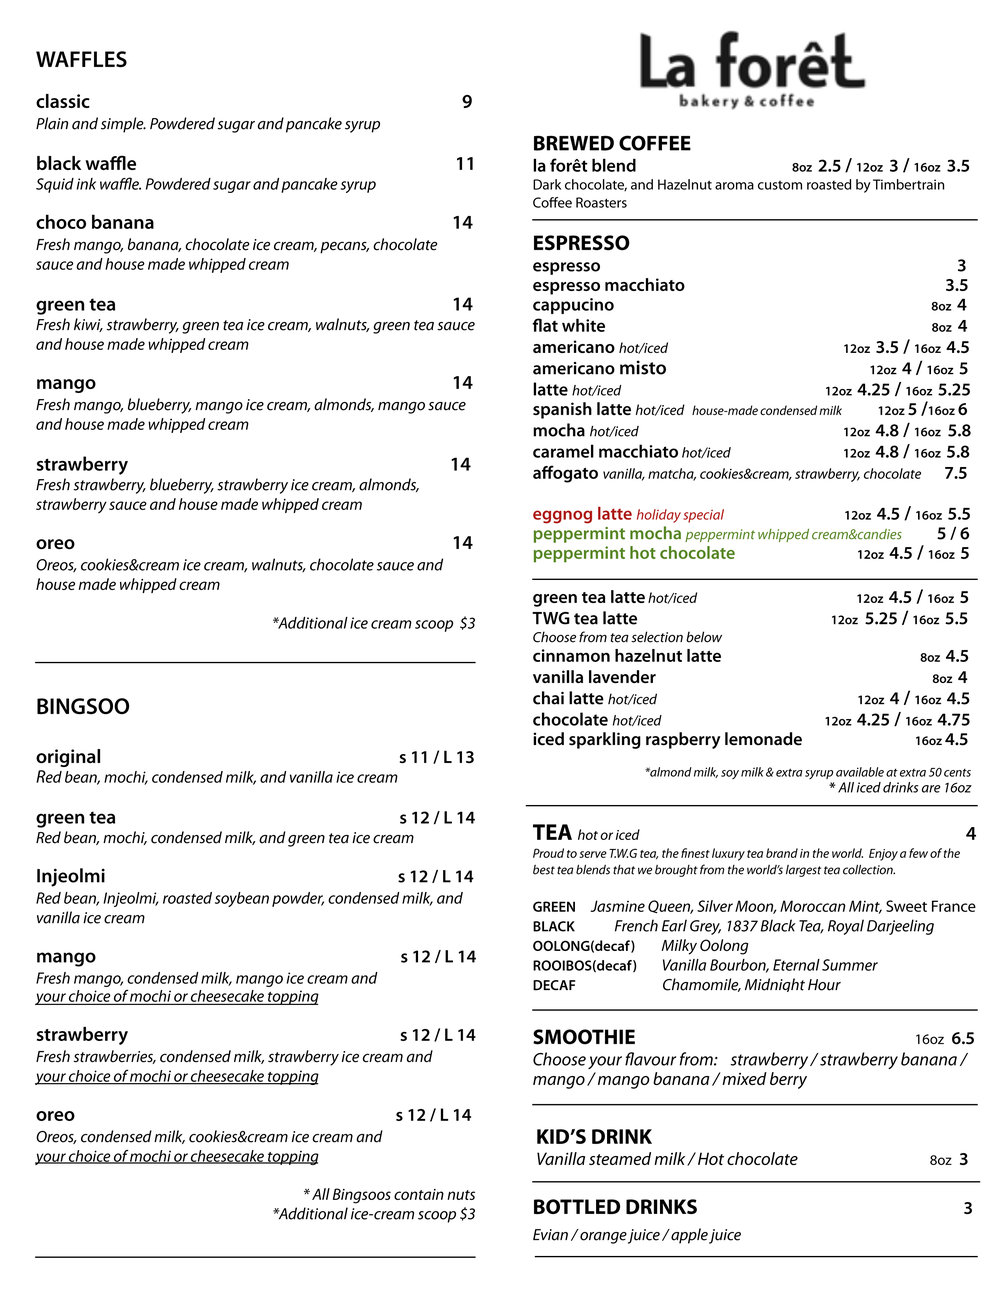 WAFFLES
classic 9
Plain and simple. Powdered sugar and pancake syrup
black waffle 11
Squid ink waffle. Powdered sugar and pancake syrup
choco banana 14
Fresh mango, banana, chocolate ice cream, pecans, chocolate
sauce and house made whipped cream
green tea 14
Fresh kiwi, strawberry, green tea ice cream, walnuts, green tea sauce
and house made whipped cream
mango 14
Fresh mango, blueberry, mango ice cream, almonds, mango sauce
and house made whipped cream
strawberry 14
Fresh strawberry, blueberry, strawberry ice cream, almonds,
strawberry sauce and house made whipped cream
oreo 14
Oreos, cookies&cream ice cream, walnuts, chocolate sauce and
house made whipped cream
*Additional ice cream scoop $3
BINGSOO
original s 11 / L 13
Red bean, mochi, condensed milk, and vanilla ice cream
green tea s 12 / L 14
Red bean, mochi, condensed milk, and green tea ice cream
Injeolmi s 12 / L 14
Red bean, Injeolmi, roasted soybean powder, condensed milk, and
vanilla ice cream
mango s 12 / L 14
Fresh mango, condensed milk, mango ice cream and
your choice of mochi or cheesecake topping
strawberry s 12 / L 14
Fresh strawberries, condensed milk, strawberry ice cream and
your choice of mochi or cheesecake topping
oreo s 12 / L 14
Oreos, condensed milk, cookies&cream ice cream and
your choice of mochi or cheesecake topping
* All Bingsoos contain nuts
*Additional ice-cream scoop $3
La forêt
bakery & coffee
BREWED COFFEE
la forêt blend 8oz 2.5 / 12oz 3 / 16oz 3.5
Dark chocolate, and Hazelnut aroma custom roasted by Timbertrain
Coffee Roasters
ESPRESSO
espresso 3
espresso macchiato 3.5
cappucino 8oz 4
flat white 8oz 4
americano hot/iced 12oz 3.5 / 16oz 4.5
americano misto 12oz 4 / 16oz 5
latte hot/iced 12oz 4.25 / 16oz 5.25
spanish latte hot/iced house-made condensed milk 12oz 5 /16oz 6
mocha hot/iced 12oz 4.8 / 16oz 5.8
caramel macchiato hot/iced 12oz 4.8 / 16oz 5.8
affogato vanilla, matcha, cookies&cream, strawberry, chocolate 7.5
eggnog latte holiday special 12oz 4.5 / 16oz 5.5
peppermint mocha peppermint whipped cream&candies 5 / 6
peppermint hot chocolate 12oz 4.5 / 16oz 5
green tea latte hot/iced 12oz 4.5 / 16oz 5
TWG tea latte 12oz 5.25 / 16oz 5.5
Choose from tea selection below
cinnamon hazelnut latte 8oz 4.5
vanilla lavender 8oz 4
chai latte hot/iced 12oz 4 / 16oz 4.5
chocolate hot/iced 12oz 4.25 / 16oz 4.75
iced sparkling raspberry lemonade 16oz 4.5
*almond milk, soy milk & extra syrup available at extra 50 cents
* All iced drinks are 16oz
TEA hot or iced 4
Proud to serve T.W.G tea, the finest luxury tea brand in the world. Enjoy a few of the
best tea blends that we brought from the world's largest tea collection.
GREEN Jasmine Queen, Silver Moon, Moroccan Mint, Sweet France
BLACK French Earl Grey, 1837 Black Tea, Royal Darjeeling
OOLONG(decaf) Milky Oolong
ROOIBOS(decaf) Vanilla Bourbon, Eternal Summer
DECAF Chamomile, Midnight Hour
SMOOTHIE 16oz 6.5
Choose your flavour from: strawberry / strawberry banana /
mango / mango banana / mixed berry
KID'S DRINK
Vanilla steamed milk / Hot chocolate 8oz 3
BOTTLED DRINKS 3
Evian / orange juice / apple juice